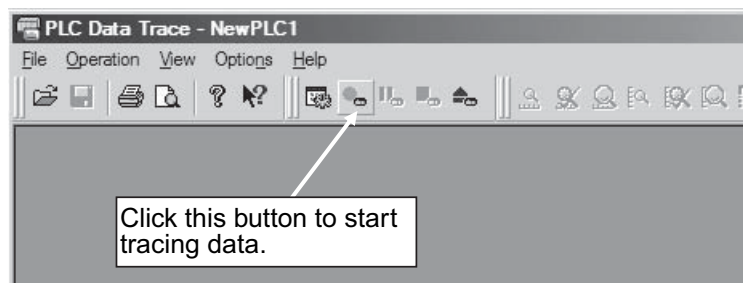 PLC Data Trace - NewPLC1
File Operation View Options Help
Click this button to start
tracing data.